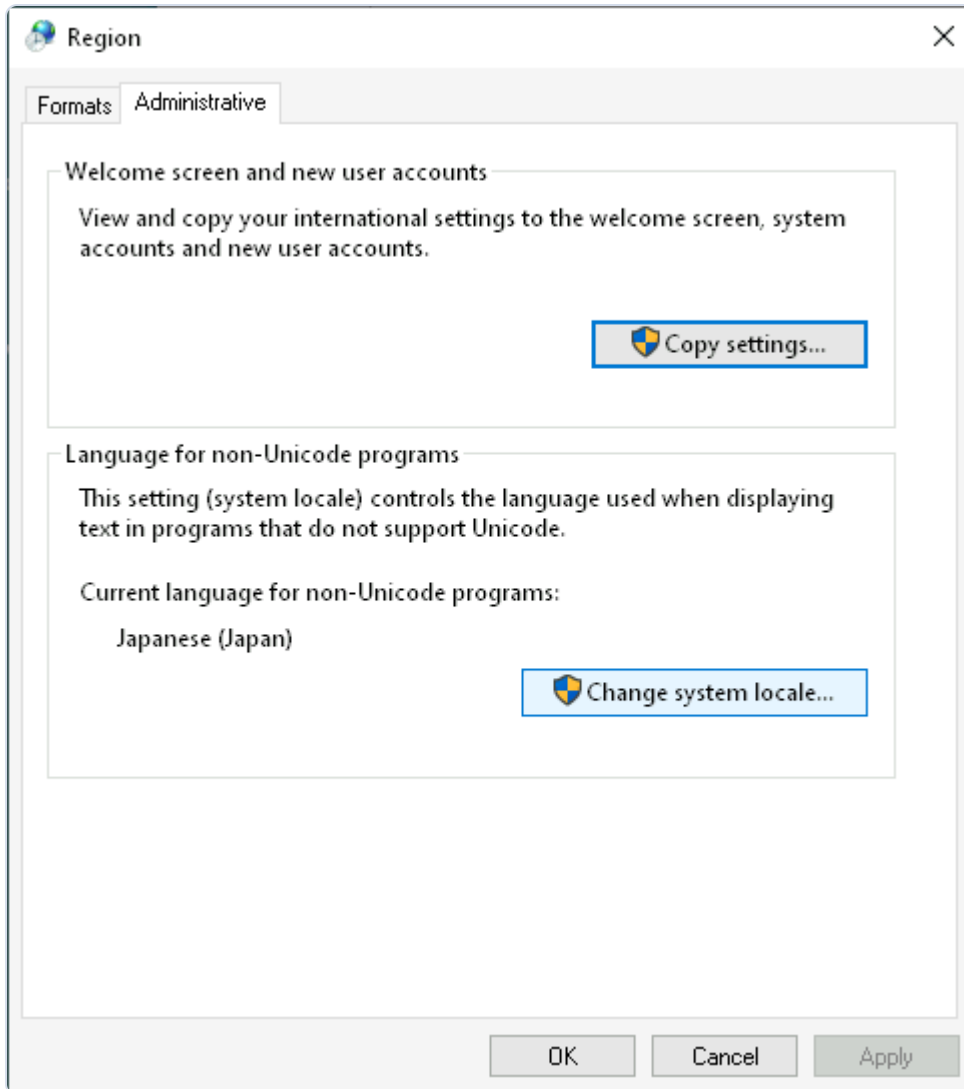 Region
Formats
Administrative
Welcome screen and new user accounts
View and copy your international settings to the welcome screen, system
accounts and new user accounts.
Copy settings...
Language for non-Unicode programs
This setting (system locale) controls the language used when displaying
text in programs that do not support Unicode.
Current language for non-Unicode programs:
Japanese (Japan)
Change system locale...
OK
Cancel
Apply